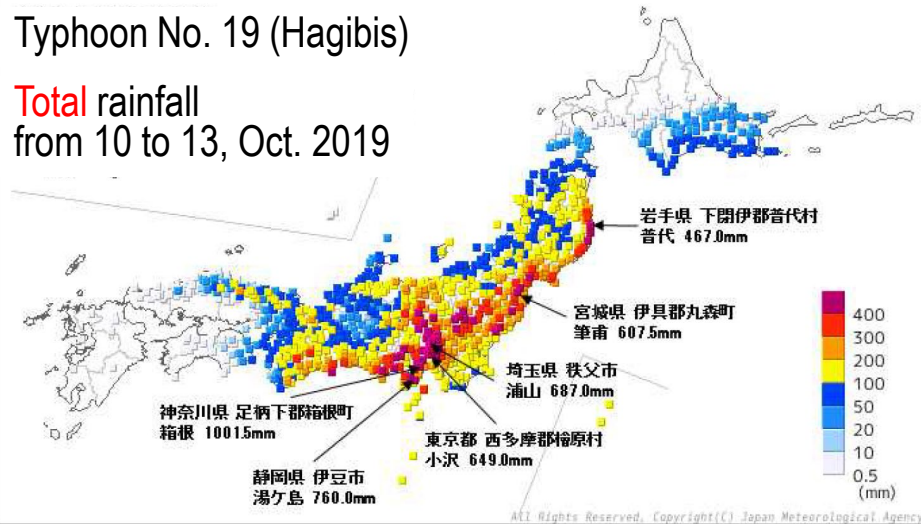 Typhoon No. 19 (Hagibis)
Total rainfall
from 10 to 13, Oct. 2019
岩手県 下閉伊郡普代村
普代 467.0mm
宮城県 伊具郡丸森町
筆甫 607.5mm
埼玉県 秩父市
浦山 687.0mm
神奈川県 足柄下郡箱根町
箱根 1001.5mm
東京都 西多摩郡檜原村
小沢 649.0mm
静岡県 伊豆市
湯ケ島 760.0mm
400
300
200
100
50
20
10
0.5
(mm)
All Rights Reserved, Copyright(C) Japan Meteorological Agency